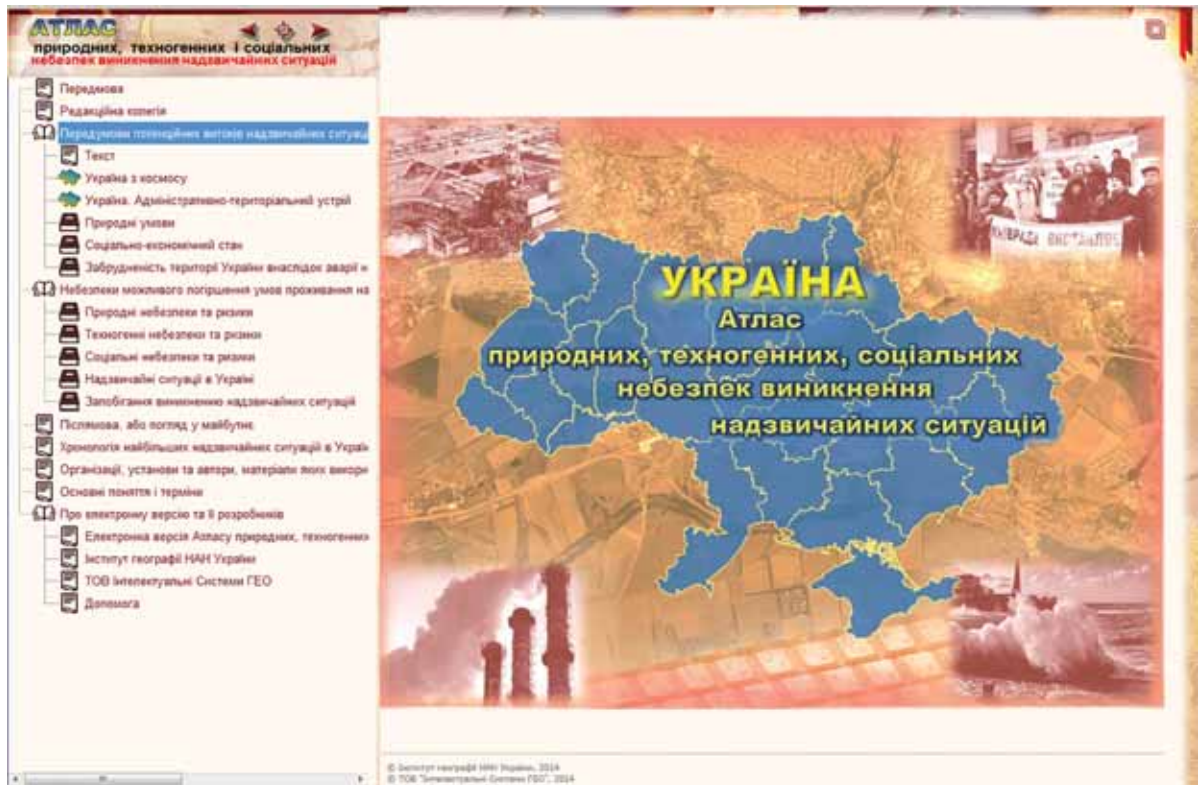 АТЛАС
природних, техногенних і соціальних
небезпек виникнення надзвичайних ситуацій
Передмова
Редакційна колегія
Передумови потенційних витоків надзвичайних ситуац
Текст
Україна з космосу
Україна. Адміністративно-територіальний устрій
Природні умови
Соціально-економічний стан
Забрудненість території України внаслідок аварії н
Небезпеки можливого погіршення умов проживання на
Природні небезпеки та ризики
Техногенні небезпеки та ризики
Соціальні небезпеки та ризики
Надзвичайні ситуації в Україні
Запобігання виникненню надзвичайних ситуацій
Післямова, або погляд у майбутнє
Хронологія найбільших надзвичайних ситуацій в Україн
Організації, установи та автори, матеріали яких викори
Основні поняття і терміни
Про електронну версію та її розробників
Електронна версія Атласу природних, техногенних
Інститут географії НАН України
ТОВ Інтелектуальні Системи ГЕО
Допомога
УКРАЇНА
Атлас
природних, техногенних, соціальних
небезпек виникнення
надзвичайних ситуацій
© Інститут географії НАН України, 2014
© ТОВ "Інтелектуальні Системи ГЕО", 2014